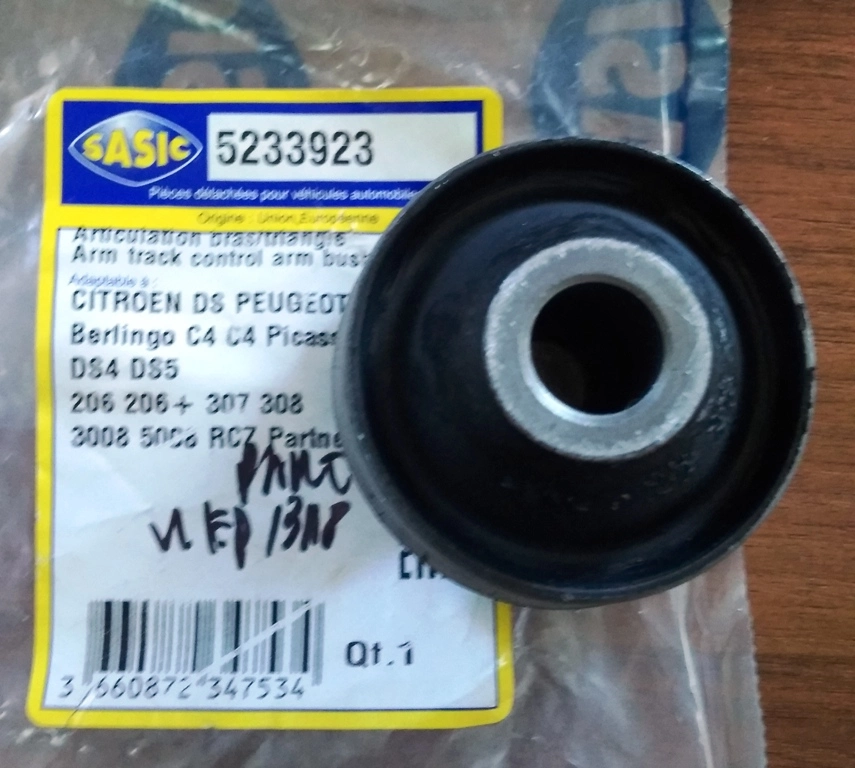 SASIC 5233923
Pièces détachées pour véhicules automobile
Origine : Union Européenne
Articulation bras/triangle
Arm track control arm bus
Adaptable à :
CITROEN DS PEUGEOT
Berlingo C4 C4 Picass
DS4 DS5
206 206+ 307 308
3008 5008 RCZ Partne
Qt.1
3 660872 347534